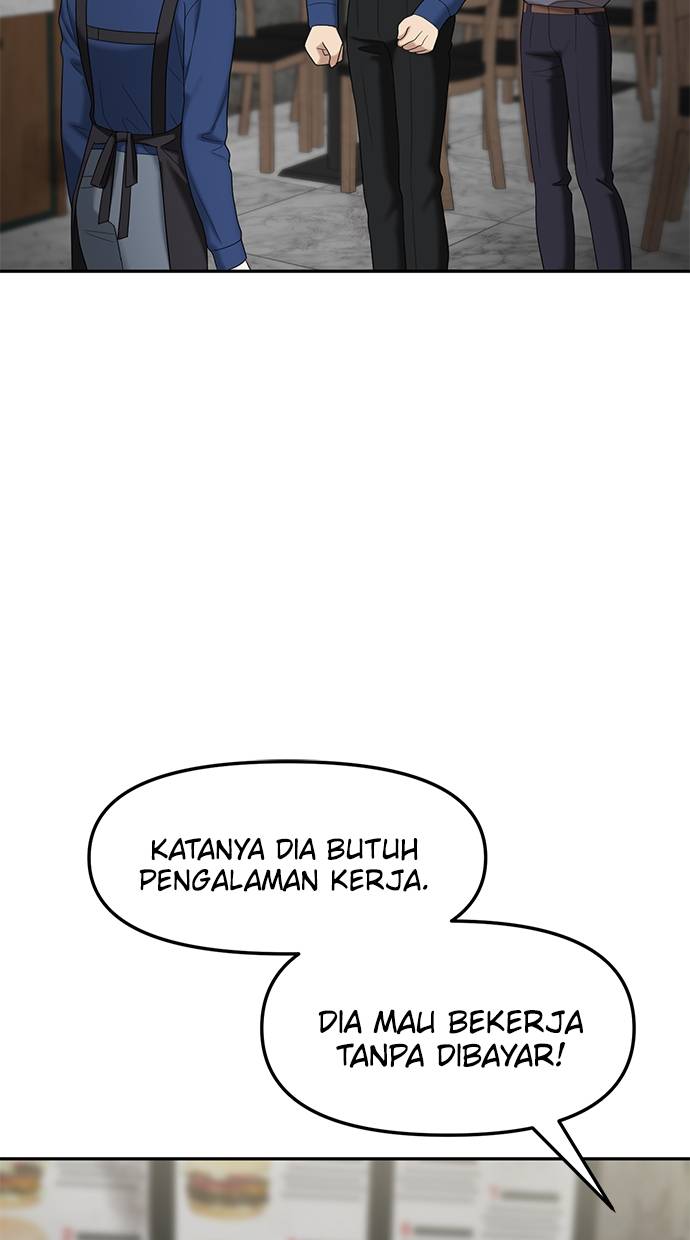 KATANYA DIA BUTUH
PENGALAMAN KERJA.
DIA MAU BEKERJA
TANPA DIBAYAR!